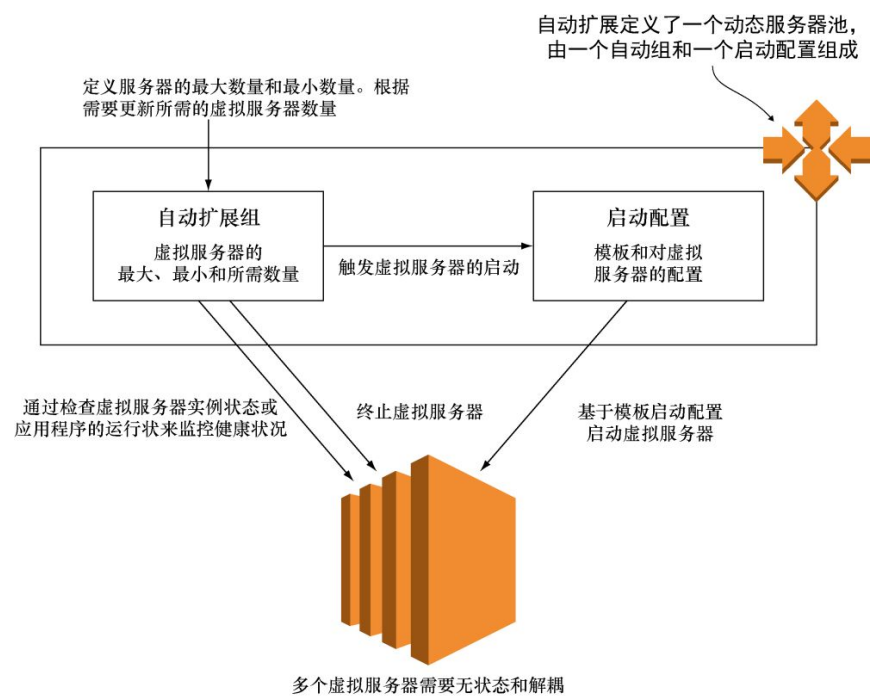 自动扩展定义了一个动态服务器池，
由一个自动组和一个启动配置组成
定义服务器的最大数量和最小数量。根据
需要更新所需的虚拟服务器数量
自动扩展组
虚拟服务器的
最大、最小和所需数量
触发虚拟服务器的启动
启动配置
模板和对虚拟
服务器的配置
通过检查虚拟服务器实例状态或
应用程序的运行状来监控健康状况
终止虚拟服务器
基于模板启动配置
启动虚拟服务器
多个虚拟服务器需要无状态和解耦